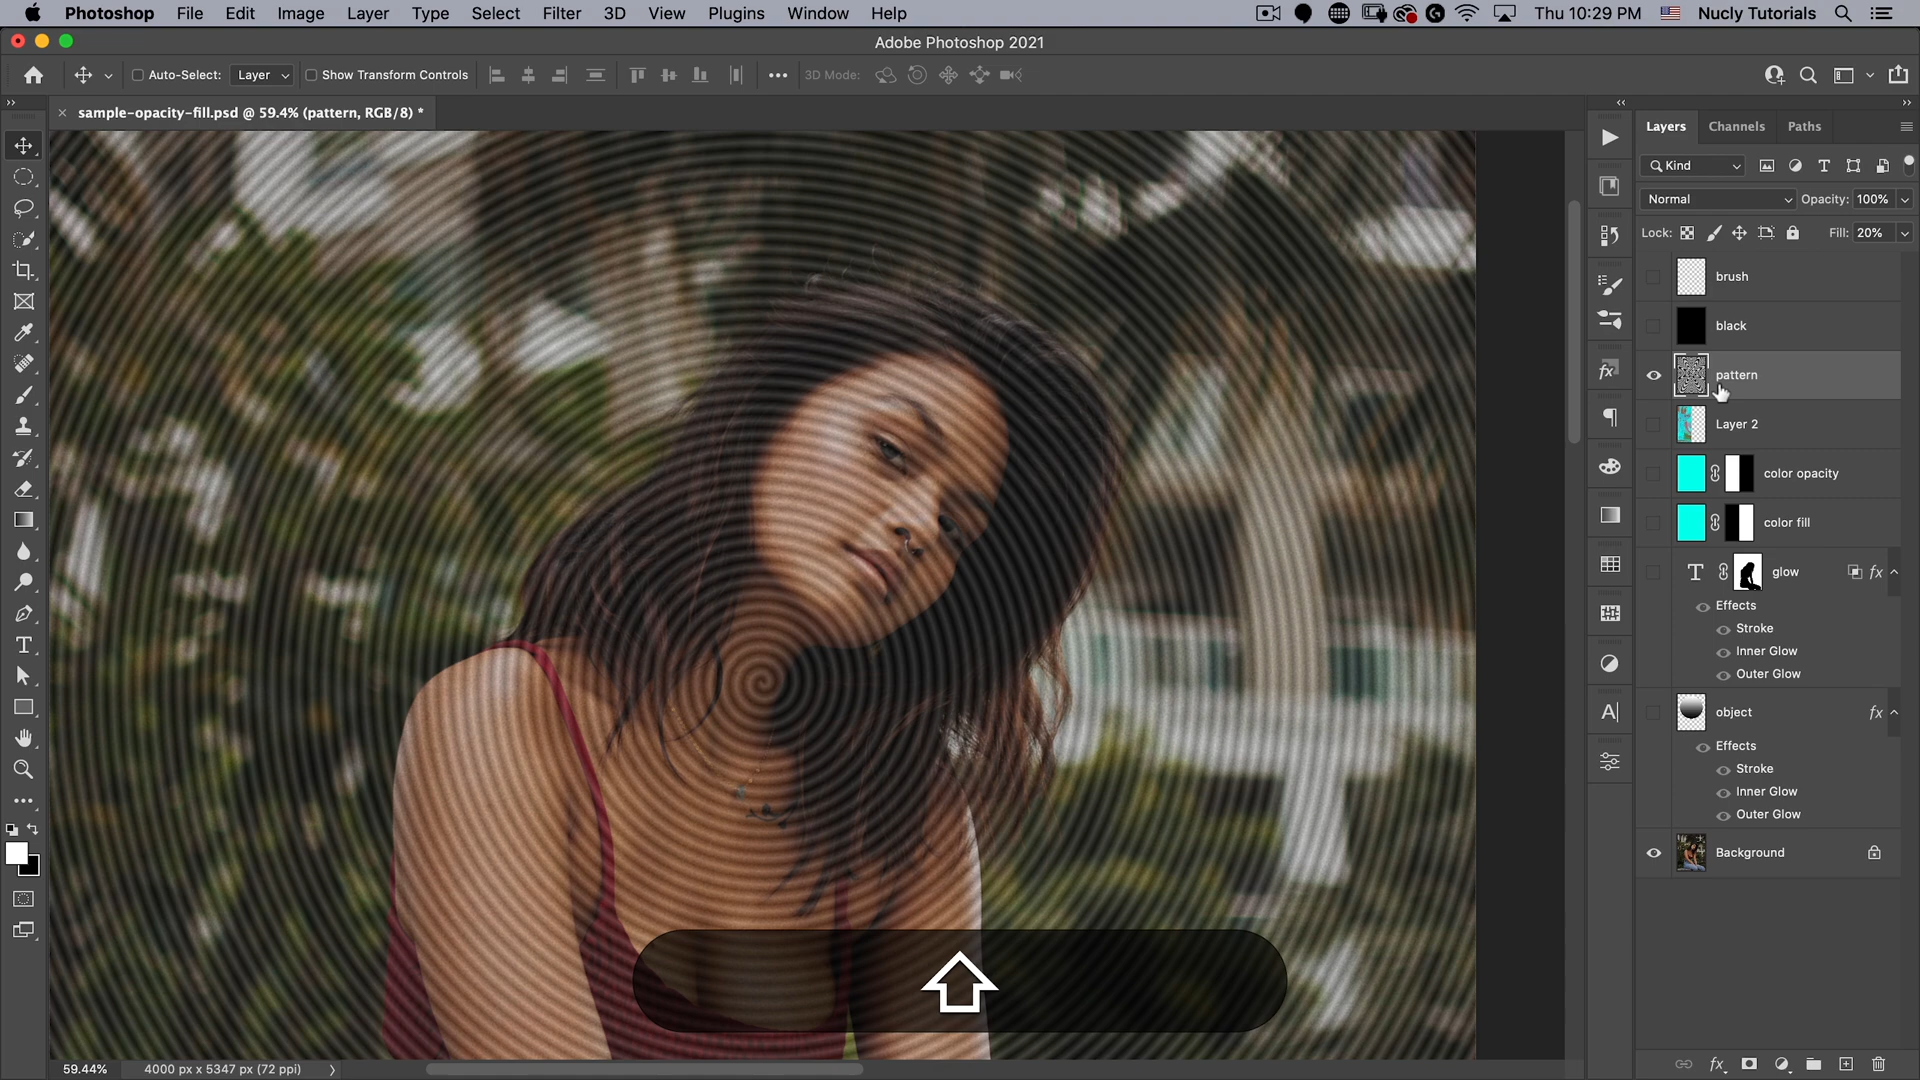 Photoshop File Edit Image Layer Type Select Filter 3D View Plugins Window Help Thu 10:29 PM Nucly Tutorials
Adobe Photoshop 2021
Auto-Select: Layer Show Transform Controls 3D Mode:
sample-opacity-fill.psd @ 59.4% (pattern, RGB/8) *
Layers Channels Paths
Kind
Normal Opacity: 100%
Lock: Fill: 20%
brush
black
pattern
Layer 2
color opacity
color fill
glow fx
Effects
Stroke
Inner Glow
Outer Glow
object fx
Effects
Stroke
Inner Glow
Outer Glow
Background
59.44% 4000 px x 5347 px (72 ppi)